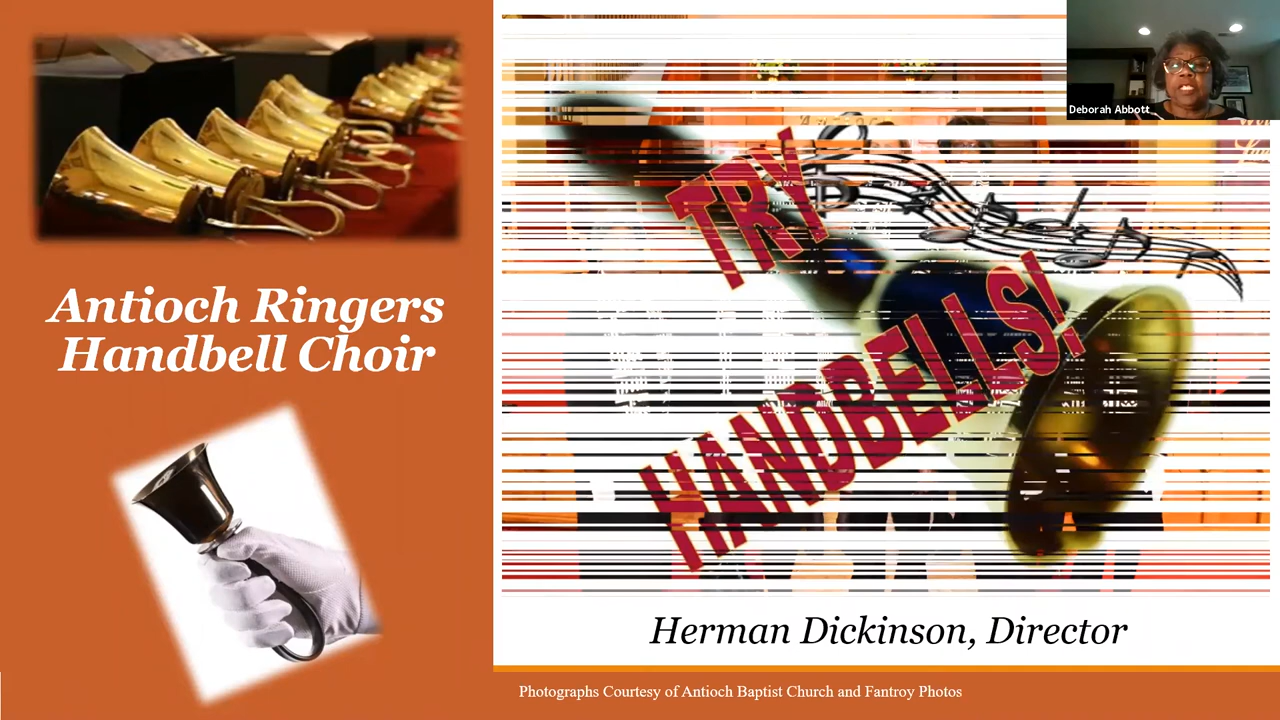 Antioch Ringers
Handbell Choir
TRY
HANDBELLS!
Deborah Abbott
Herman Dickinson, Director
Photographs Courtesy of Antioch Baptist Church and Fantroy Photos